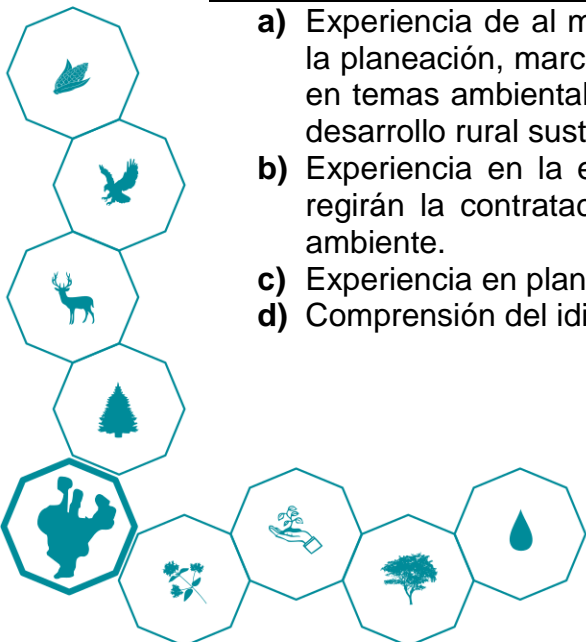 a) Experiencia de al m
la planeación, marc
en temas ambiental
desarrollo rural sust
b) Experiencia en la e
regirán la contratac
ambiente.
c) Experiencia en plan
d) Comprensión del idi